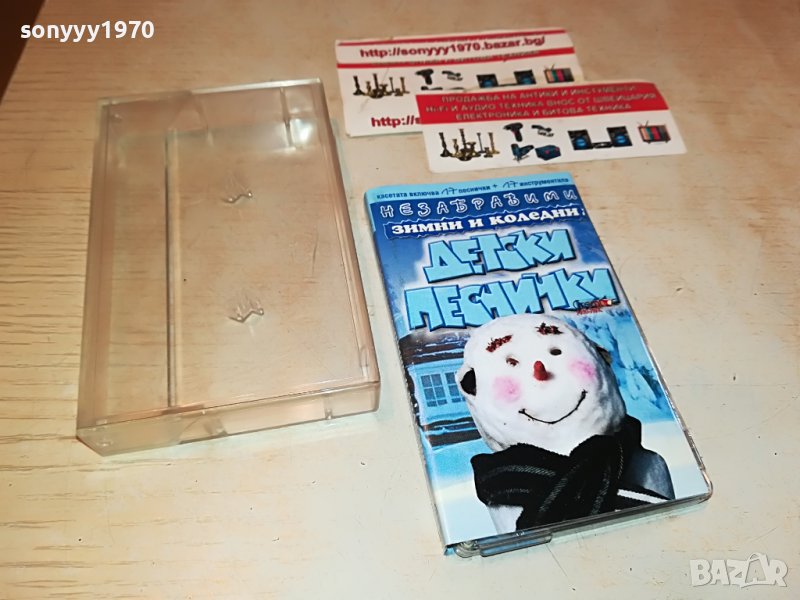 sonyyy1970
http://sonyyy1970.bazar.bg/
http://s
ПРОДАЖБА НА АНТИКИ И ИНСТУМЕНИ
Hi-Fi И АУДИО ТЕХНИКА ВНОС ОТ ШВЕЙЦАРИЯ
ЕЛЕКТРОНИКА И БИТОВА ТЕХНИКА
касетата включва 17 песнички + 17 инструментала
НЕЗАБРАВИМИ
ЗИМНИ И КОЛЕДНИ
ДЕТСКИ
ПЕСНИЧКИ
BAZAR